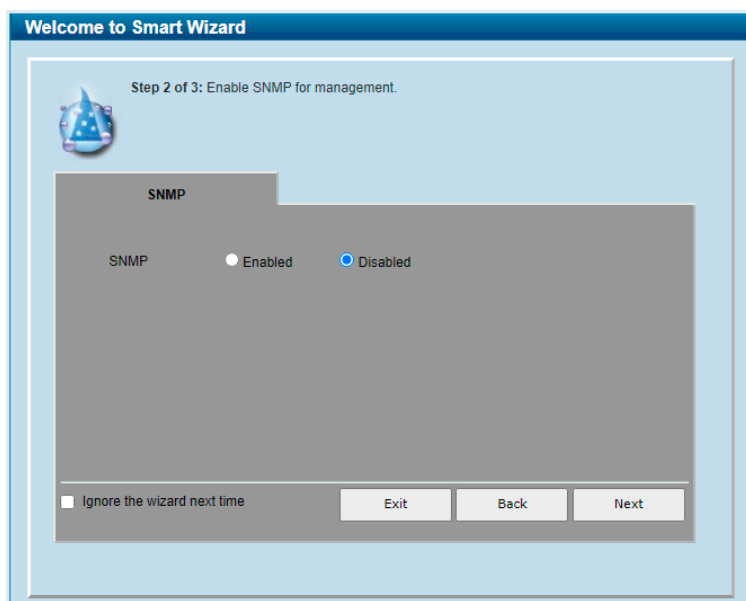 Welcome to Smart Wizard
Step 2 of 3: Enable SNMP for management.
SNMP
SNMP Enabled Disabled
Ignore the wizard next time Exit Back Next